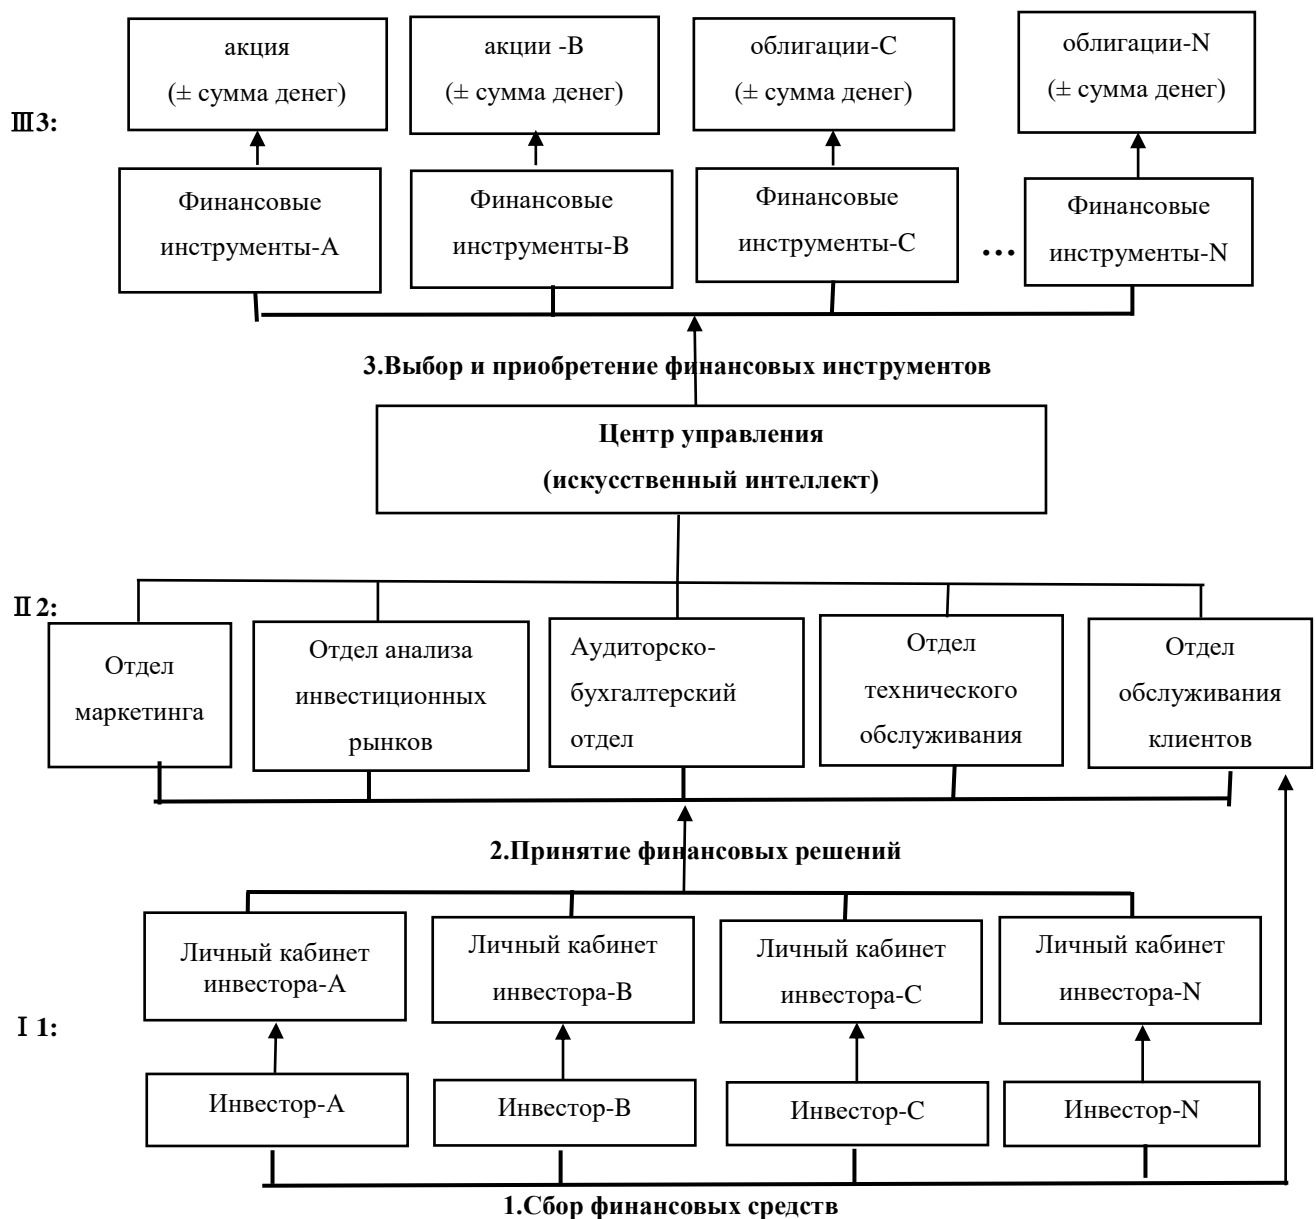 акция
(± сумма денег)
акции -В
(± сумма денег)
облигации-С
(± сумма денег)
облигации-N
(± сумма денег)
Ⅲ3:
Финансовые
инструменты-А
Финансовые
инструменты-В
Финансовые
инструменты-С
...
Финансовые
инструменты-N
3.Выбор и приобретение финансовых инструментов
Центр управления
(искусственный интеллект)
Ⅱ2:
Отдел
маркетинга
Отдел анализа
инвестиционных
рынков
Аудиторско-
бухгалтерский
отдел
Отдел
технического
обслуживания
Отдел
обслуживания
клиентов
2.Принятие финансовых решений
Личный кабинет
инвестора-А
Личный кабинет
инвестора-В
Личный кабинет
инвестора-С
Личный кабинет
инвестора-N
Ⅰ1:
Инвестор-А
Инвестор-В
Инвестор-С
Инвестор-N
1.Сбор финансовых средств